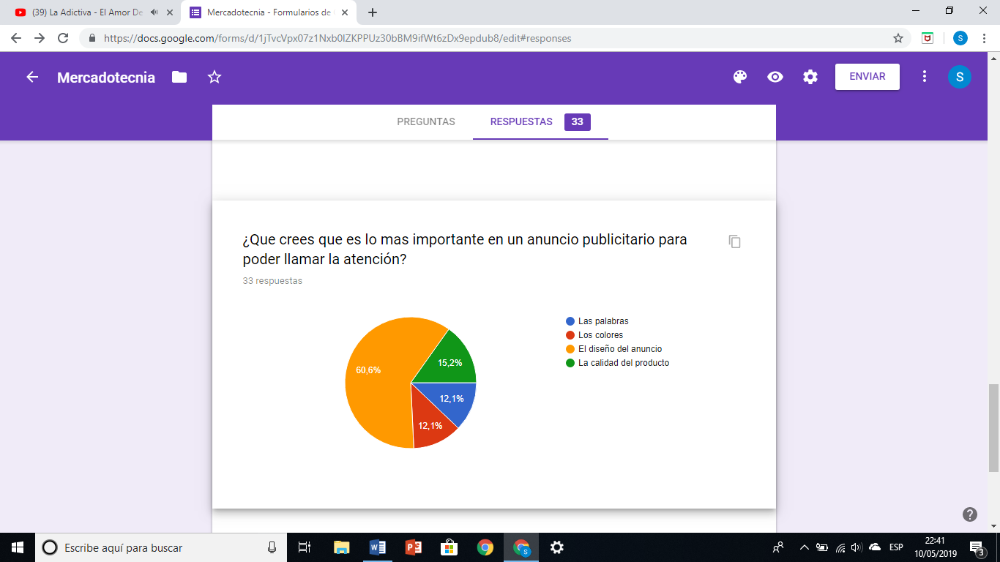 (39) La Adictiva - El Amor De
Mercadotecnia - Formularios de
https://docs.google.com/forms/d/1jTvcVpx07z1Nxb0lZKPPUz30bBM9ifWt6zDx9epdub8/edit#responses
S
Mercadotecnia
ENVIAR
S
PREGUNTAS
RESPUESTAS 33
¿Que crees que es lo mas importante en un anuncio publicitario para
poder llamar la atención?
33 respuestas
60,6%
15,2%
12,1%
12,1%
Las palabras
Los colores
El diseño del anuncio
La calidad del producto
Escribe aquí para buscar
ESP
22:41
10/05/2019
3